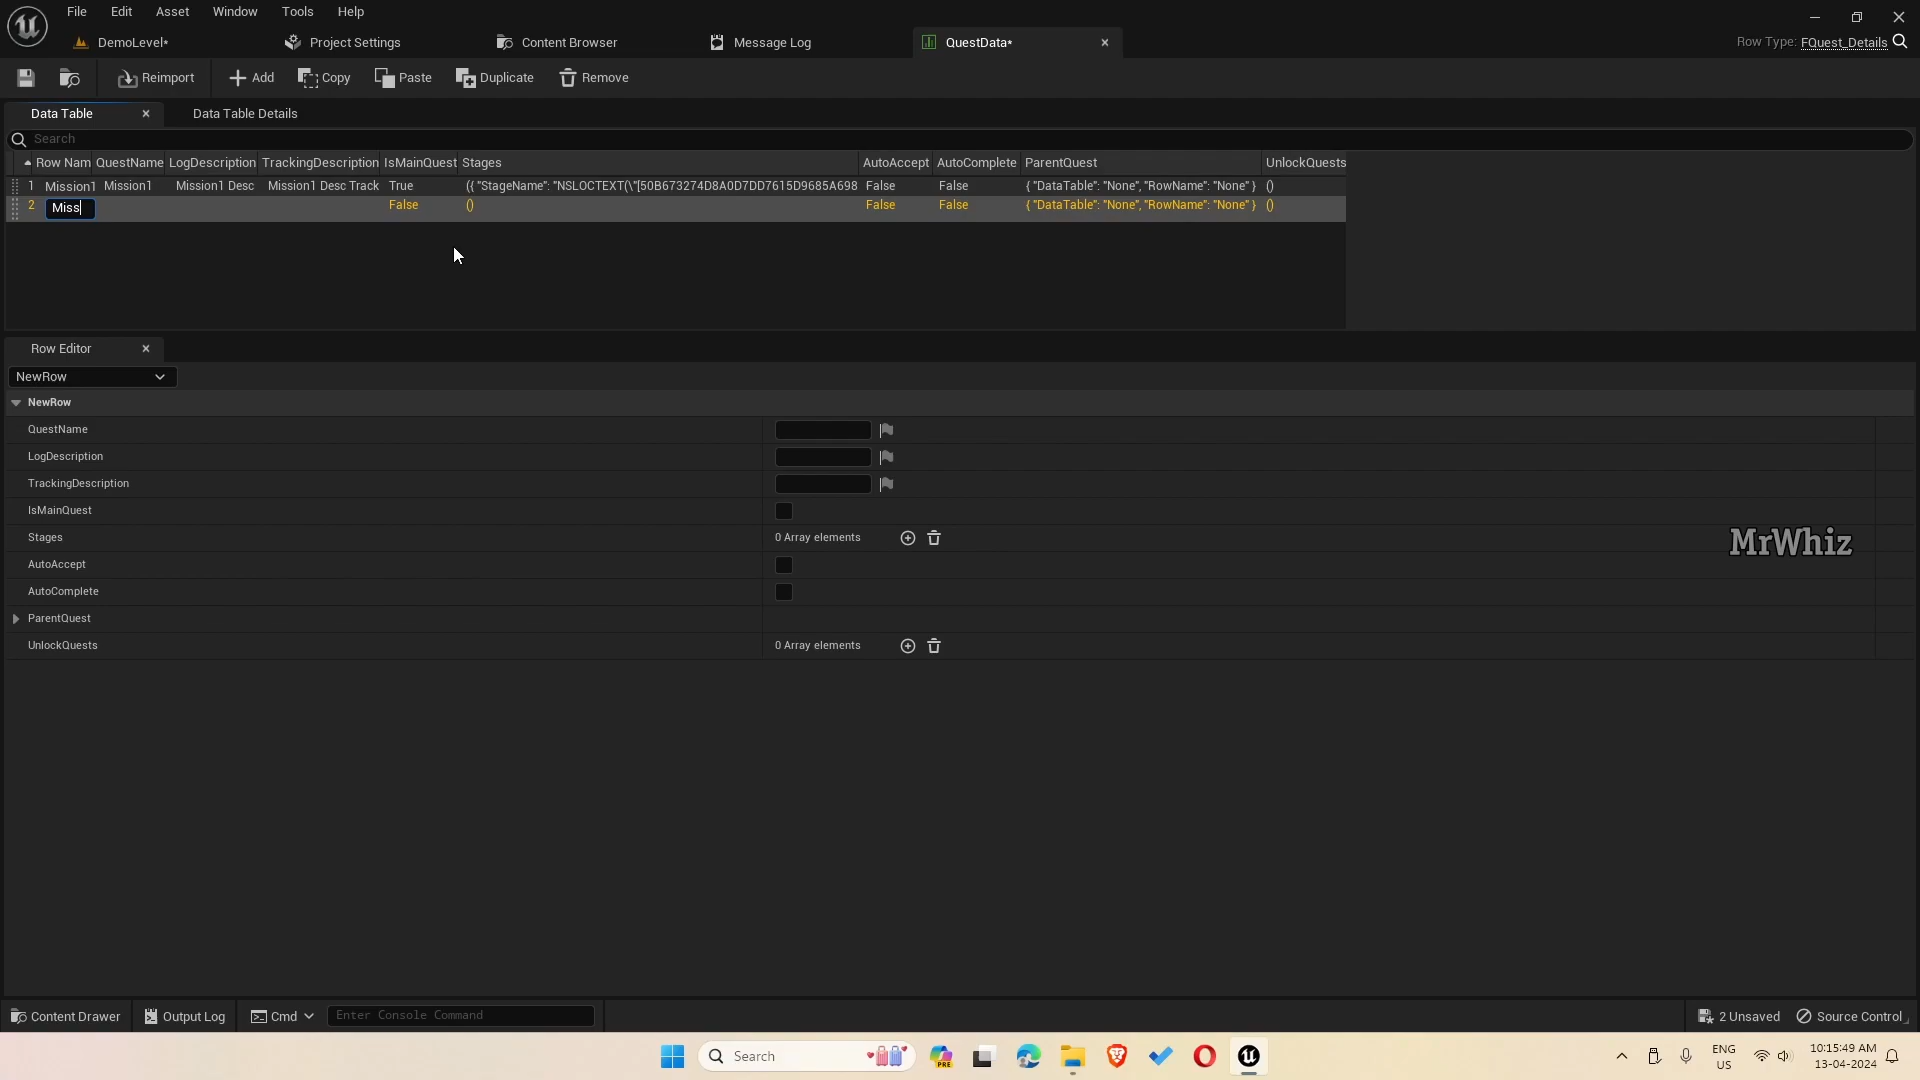 File Edit Asset Window Tools Help
DemoLevel* Project Settings Content Browser Message Log QuestData* Row Type: FQuest_Details
Reimport Add Copy Paste Duplicate Remove
Data Table Data Table Details
Search
Row Nam QuestName LogDescription TrackingDescription IsMainQuest Stages AutoAccept AutoComplete ParentQuest UnlockQuests
1 Mission1 Mission1 Mission1 Desc Mission1 Desc Track True ({ "StageName": "NSLOCTEXT(\"[50B673274D8A0D7DD7615D9685A698 False False { "DataTable": "None", "RowName": "None" } ()
2 Miss False () False False { "DataTable": "None", "RowName": "None" } ()
Row Editor
NewRow
NewRow
QuestName
LogDescription
TrackingDescription
IsMainQuest
Stages 0 Array elements
MrWhiz
AutoAccept
AutoComplete
ParentQuest
UnlockQuests 0 Array elements
Content Drawer Output Log Cmd Enter Console Command 2 Unsaved Source Control
Search PRE ENG US 10:15:49 AM
13-04-2024